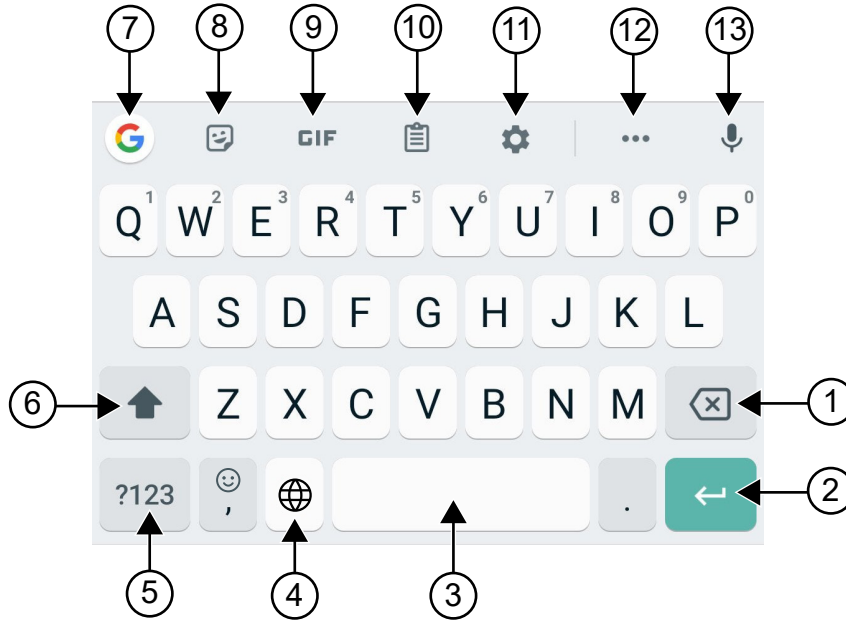 7 8 9 10 11 12 13
G GIF
Q1 W2 E3 R4 T5 Y6 U7 I8 O9 P0
A S D F G H J K L
6 Z X C V B N M 1
?123 , . 2
5 4 3